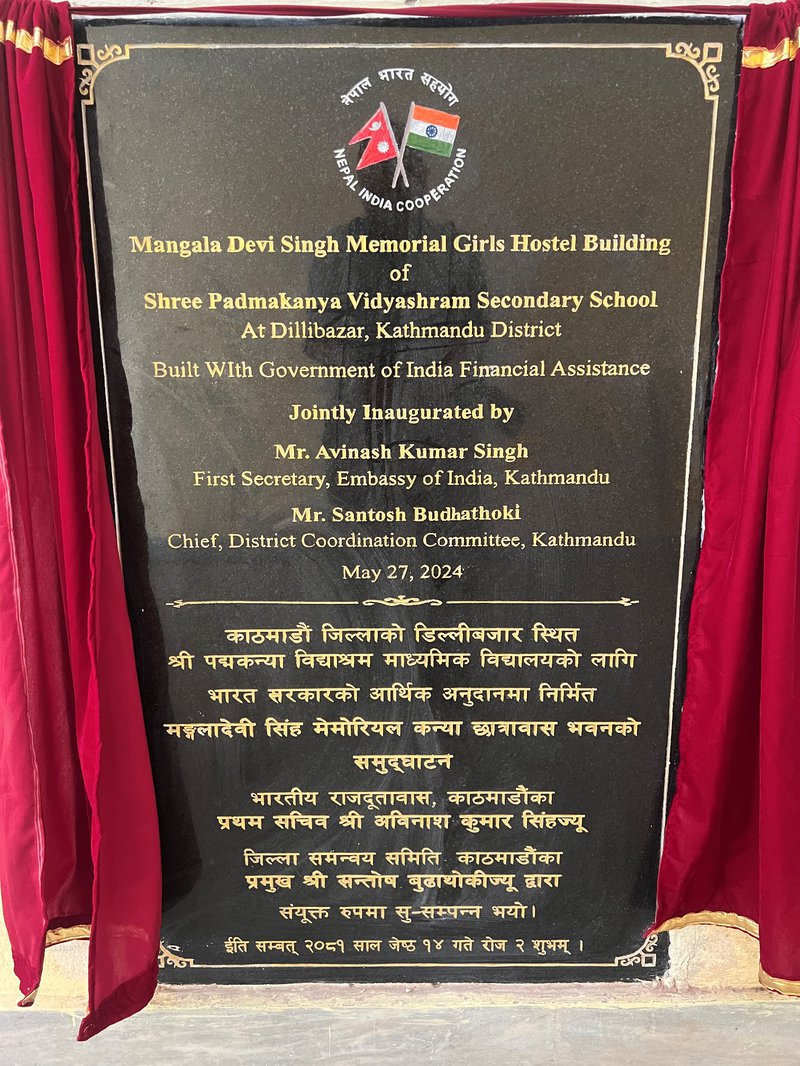 नेपाल भारत सहयोग
NEPAL INDIA COOPERATION
Mangala Devi Singh Memorial Girls Hostel Building
of
Shree Padmakanya Vidyashram Secondary School
At Dillibazar, Kathmandu District
Built WIth Government of India Financial Assistance
Jointly Inaugurated by
Mr. Avinash Kumar Singh
First Secretary, Embassy of India, Kathmandu
Mr. Santosh Budhathoki
Chief, District Coordination Committee, Kathmandu
May 27, 2024
काठमाडौं जिल्लाको डिल्लीबजार स्थित
श्री पद्मकन्या विद्याश्रम माध्यमिक विद्यालयको लागि
भारत सरकारको आर्थिक अनुदानमा निर्मित
मङ्गलादेवी सिंह मेमोरियल कन्या छात्रावास भवनको
समुद्घाटन
भारतीय राजदूतावास, काठमाडौंका
प्रथम सचिव श्री अविनाश कुमार सिंहज्यू
जिल्ला समन्वय समिति काठमाडौंका
प्रमुख श्री सन्तोष बुढाथोकीज्यू द्वारा
संयूक्त रुपमा सु-सम्पन्न भयो।
ईति सम्बत् २०८१ साल जेष्ठ १४ गते रोज २ शुभम् ।